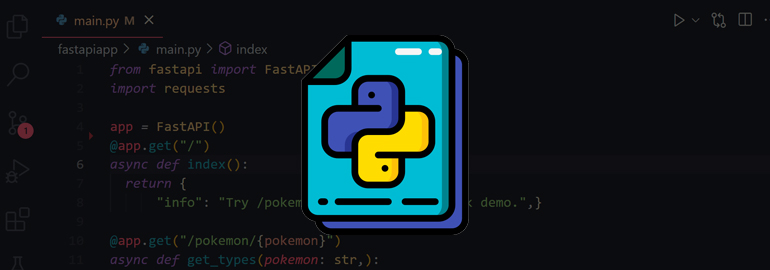 main.py M
fastapiapp > main.py > index
1 from fastapi import FastAPI
2 import requests
4 app = FastAPI()
5 @app.get("/")
6 async def index():
7 return {
8 "info": "Try /pokem demo.",}
9
10 @app.get("/pokemon/{pokemon}")
11 async def get_types(pokemon: str,):
1